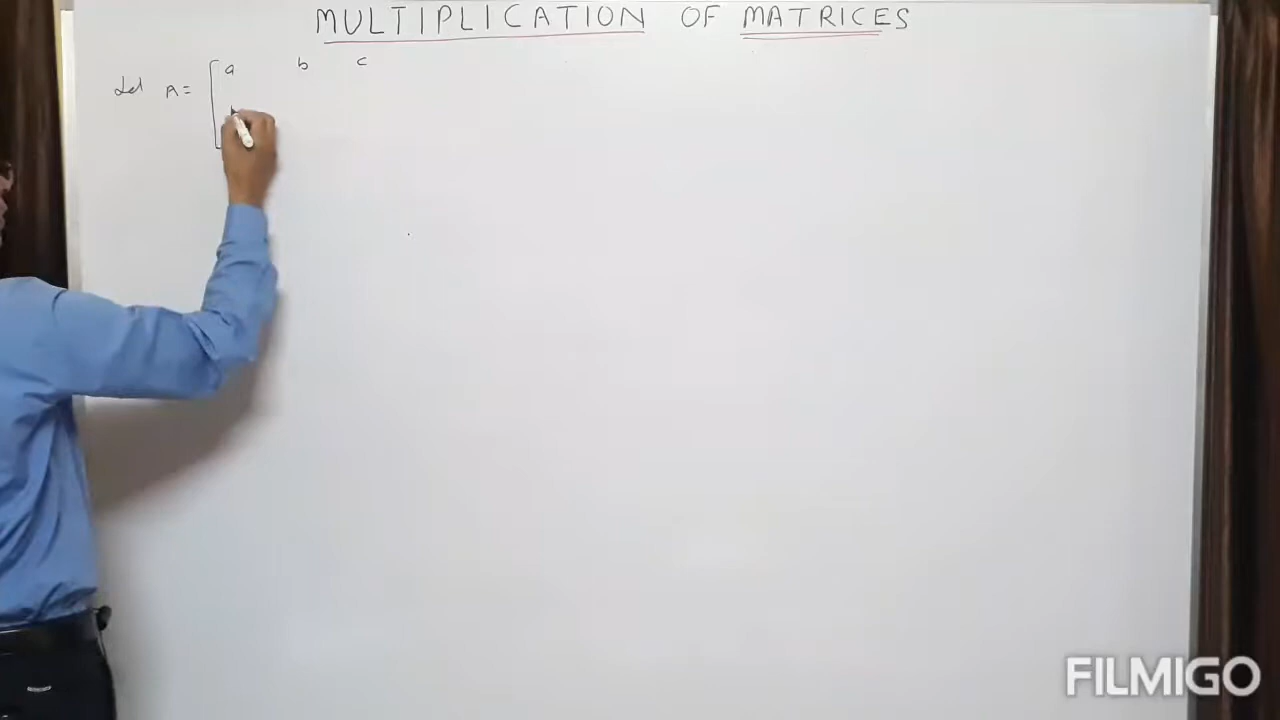 MULTIPLICATION OF MATRICES
Let A = [ a b c
FILMIGO